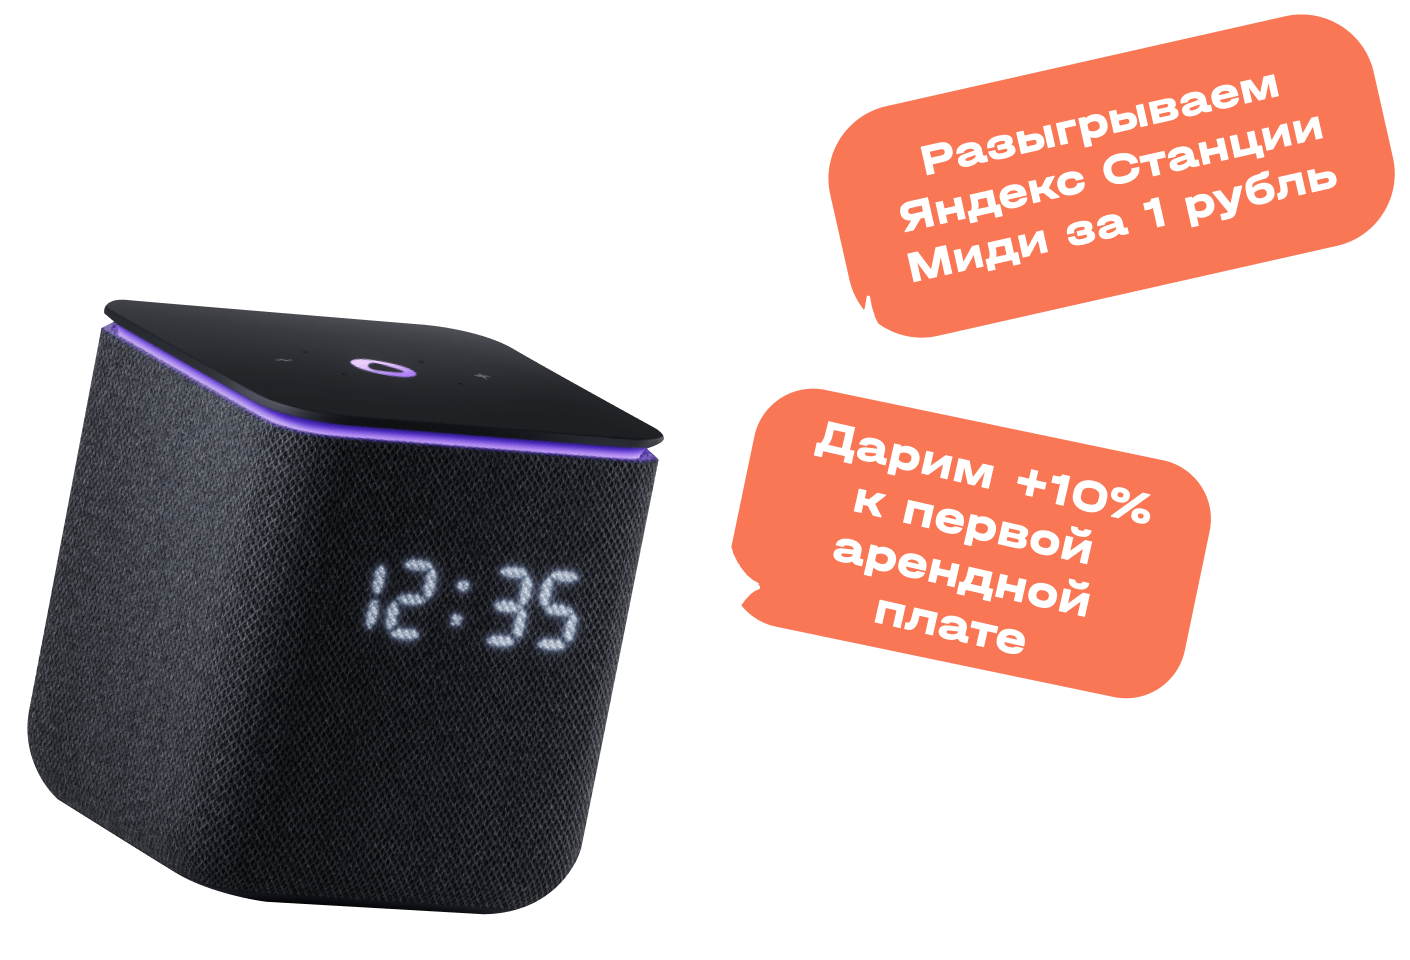 Разыгрываем
Яндекс Станции
Миди за 1 рубль
Дарим +10%
к первой
арендной
плате
12:35